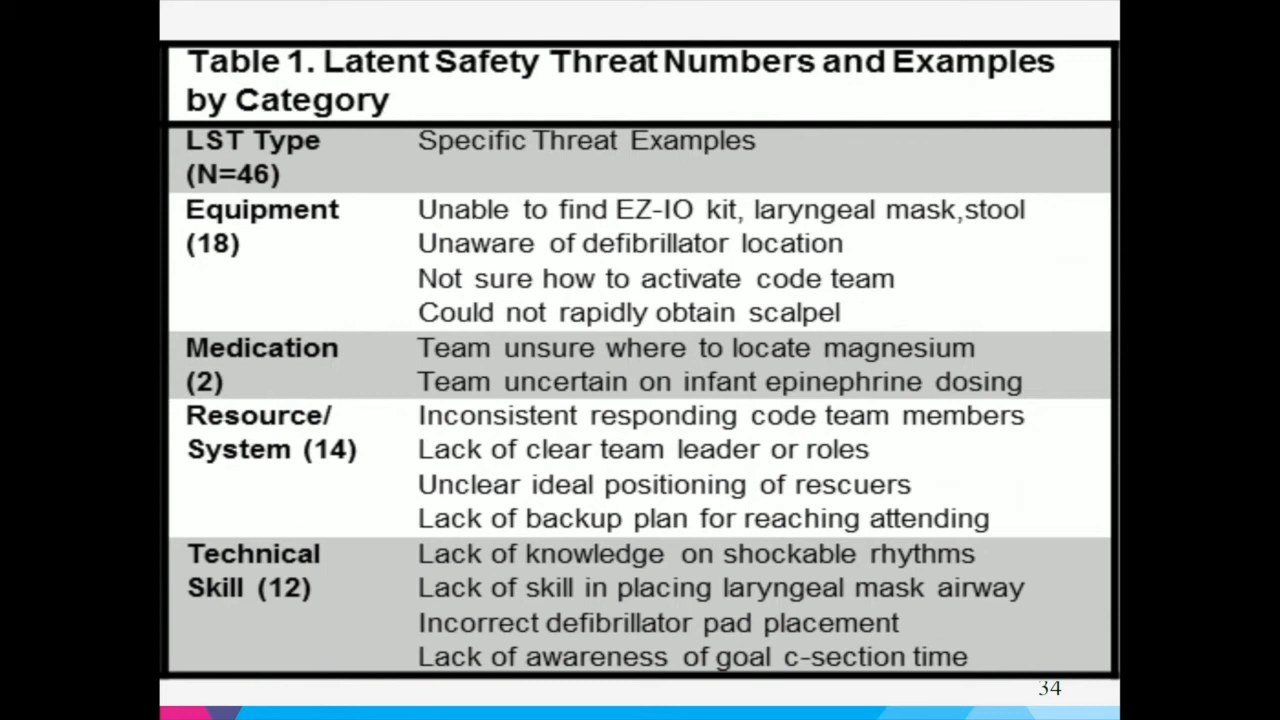 Table 1. Latent Safety Threat Numbers and Examples
by Category
LST Type
(N=46)
Specific Threat Examples
Equipment
(18)
Unable to find EZ-IO kit, laryngeal mask,stool
Unaware of defibrillator location
Not sure how to activate code team
Could not rapidly obtain scalpel
Medication
(2)
Team unsure where to locate magnesium
Team uncertain on infant epinephrine dosing
Resource/
System (14)
Inconsistent responding code team members
Lack of clear team leader or roles
Unclear ideal positioning of rescuers
Lack of backup plan for reaching attending
Technical
Skill (12)
Lack of knowledge on shockable rhythms
Lack of skill in placing laryngeal mask airway
Incorrect defibrillator pad placement
Lack of awareness of goal c-section time
34